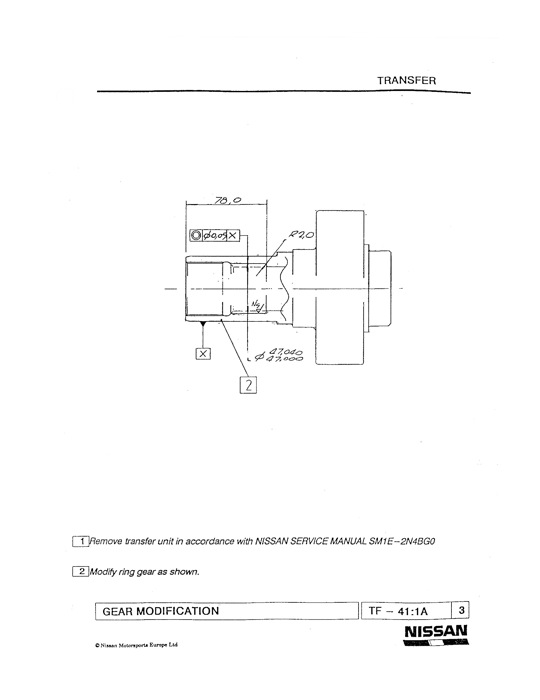 TRANSFER
78,0
⌀0,05 X
R2,0
N6
X
⌀ 47,040
47,000
2
1 Remove transfer unit in accordance with NISSAN SERVICE MANUAL SM1E-2N4BG0
2 Modify ring gear as shown.
GEAR MODIFICATION
TF - 41:1A
3
NISSAN
© Nissan Motorsports Europe Ltd